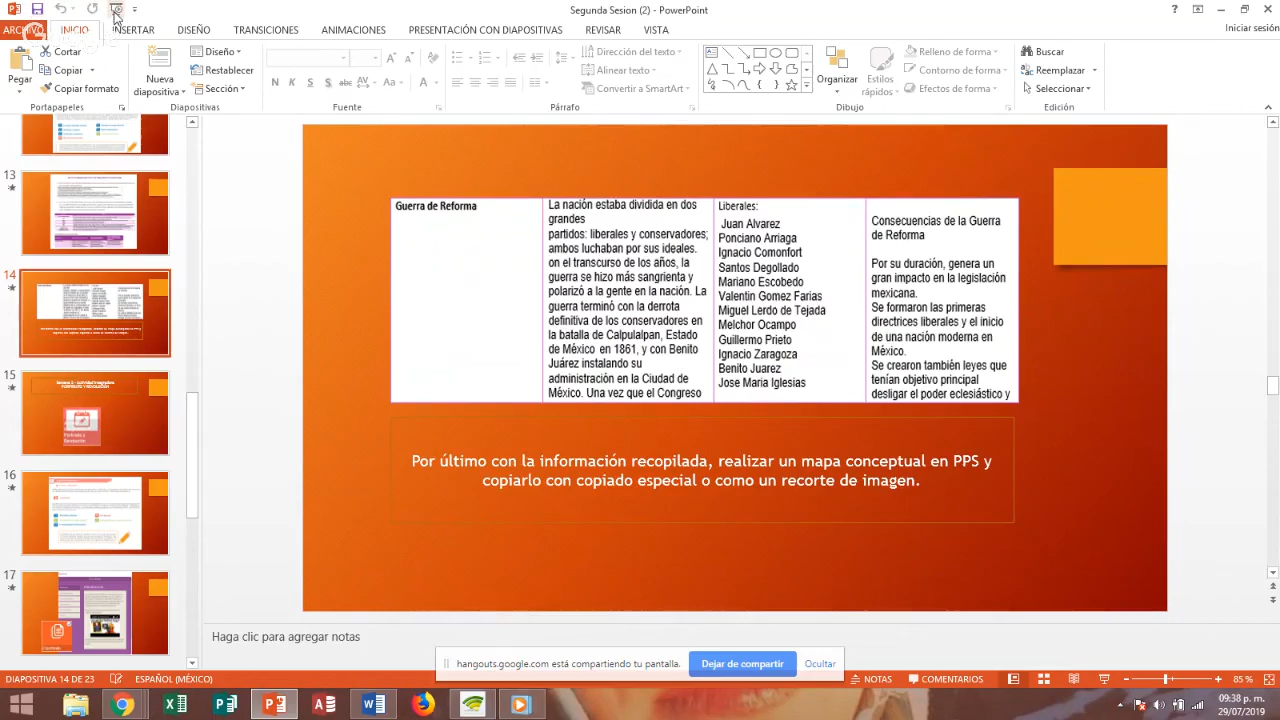 Segunda Sesion (2) - PowerPoint
ARCHIVO INICIO INSERTAR DISEÑO TRANSICIONES ANIMACIONES PRESENTACIÓN CON DIAPOSITIVAS REVISAR VISTA
Iniciar sesión
Pegar
Cortar
Copiar
Copiar formato
Portapapeles
Nueva
diapositiva
Diseño
Restablecer
Sección
Diapositivas
N K S S abc AV Aa A
Fuente
Dirección del texto
Alinear texto
Convertir a SmartArt
Párrafo
Organizar
Estilos
rápidos
Relleno de forma
Contorno de forma
Efectos de forma
Dibujo
Buscar
Reemplazar
Seleccionar
Edición
13
14
15
16
17
Guerra de Reforma
La nación estaba dividida en dos
grandes
partidos: liberales y conservadores;
ambos luchaban por sus ideales.
on el transcurso de los años, la
guerra se hizo más sangrienta y
polarizó a la gente en la nación. La
guerra terminó con la derrota
definitiva de los conservadores en
la batalla de Calpulalpan, Estado
de México en 1861, y con Benito
Juárez instalando su
administración en la Ciudad de
México. Una vez que el Congreso
Liberales:
Juan Alvarez
Ponciano Arriaga
Ignacio Comonfort
Santos Degollado
Mariano Escobedo
Valentin Gomez Farias
Miguel Lerdo de Tejada
Melchor Ocampo
Guillermo Prieto
Ignacio Zaragoza
Benito Juarez
Jose Maria Iglesias
Consecuencias de la Guerra
de Reforma
Por su duración, genera un
gran impacto en la legislación
mexicana.
Se formaron las primeras
directrices liberales y el inicio
de una nación moderna en
México.
Se crearon también leyes que
tenían objetivo principal
desligar el poder eclesiástico y
Por último con la información recopilada, realizar un mapa conceptual en PPS y
copiarlo con copiado especial o como un recorte de imagen.
Haga clic para agregar notas
hangouts.google.com está compartiendo tu pantalla. Dejar de compartir Ocultar
DIAPOSITIVA 14 DE 23 ESPAÑOL (MÉXICO) NOTAS COMENTARIOS 85 %
09:38 p. m.
29/07/2019